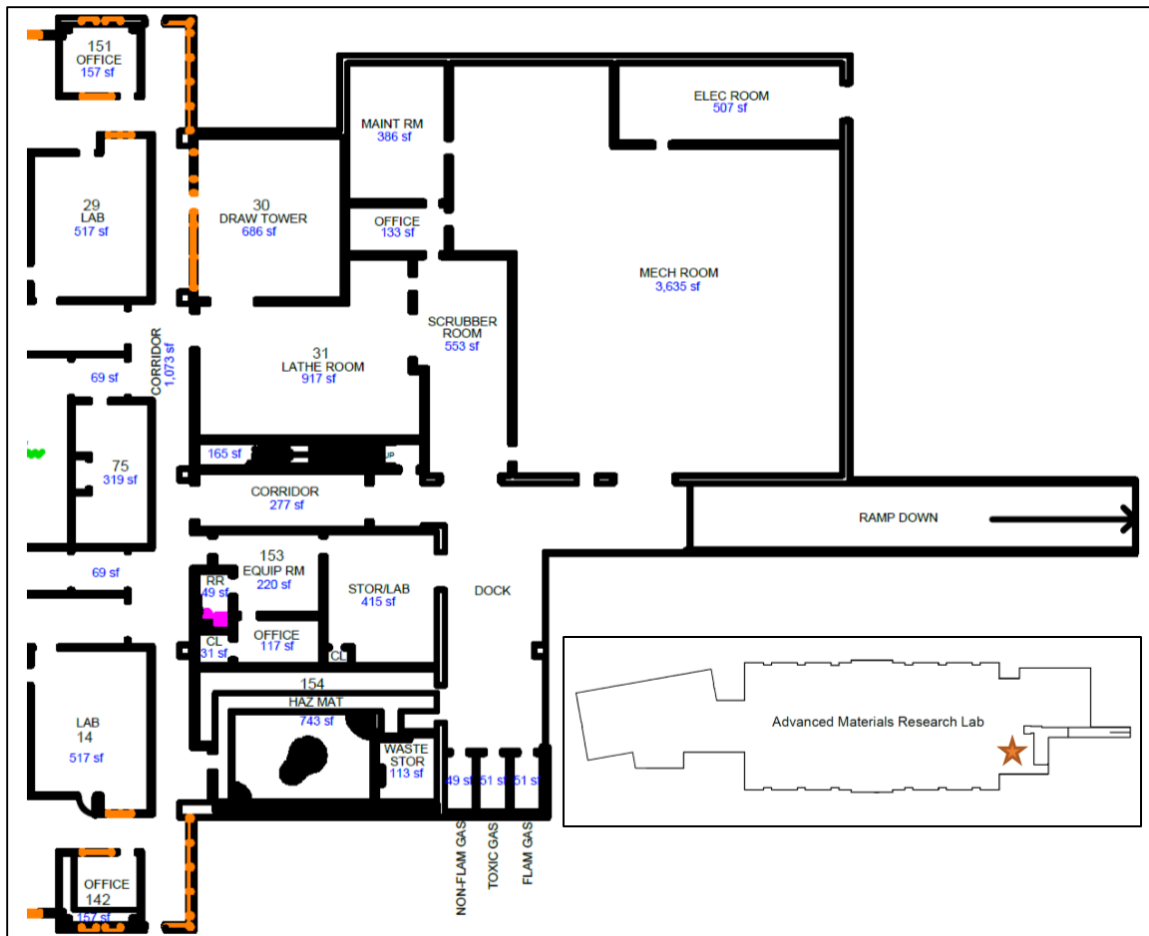 151
OFFICE
157 sf
MAINT RM
386 sf
ELEC ROOM
507 sf
29
LAB
517 sf
30
DRAW TOWER
686 sf
OFFICE
133 sf
MECH ROOM
3,635 sf
SCRUBBER
ROOM
553 sf
CORRIDOR
1,073 sf
31
LATHE ROOM
917 sf
69 sf
165 sf
UP
75
319 sf
CORRIDOR
277 sf
RAMP DOWN
69 sf
153
EQUIP RM
220 sf
RR
49 sf
STOR/LAB
415 sf
DOCK
OFFICE
117 sf
CL
31 sf
CL
154
HAZ MAT
743 sf
LAB
14
517 sf
WASTE
STOR
113 sf
49 sf
51 sf
51 sf
NON-FLAM GAS
TOXIC GAS
FLAM GAS
OFFICE
142
157 sf
Advanced Materials Research Lab